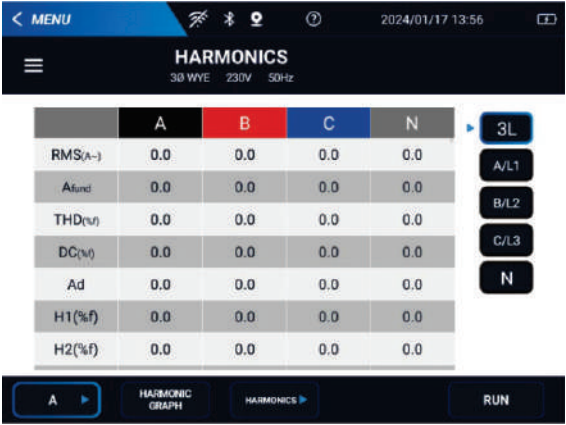 < MENU 2024/01/17 13:56
HARMONICS
3Ø WYE 230V 50Hz
A B C N
RMS(A~) 0.0 0.0 0.0 0.0
Afund 0.0 0.0 0.0 0.0
THD(%f) 0.0 0.0 0.0 0.0
DC(%f) 0.0 0.0 0.0 0.0
Ad 0.0 0.0 0.0 0.0
H1(%f) 0.0 0.0 0.0 0.0
H2(%f) 0.0 0.0 0.0 0.0
3L
A/L1
B/L2
C/L3
N
A
HARMONIC
GRAPH
HARMONICS
RUN